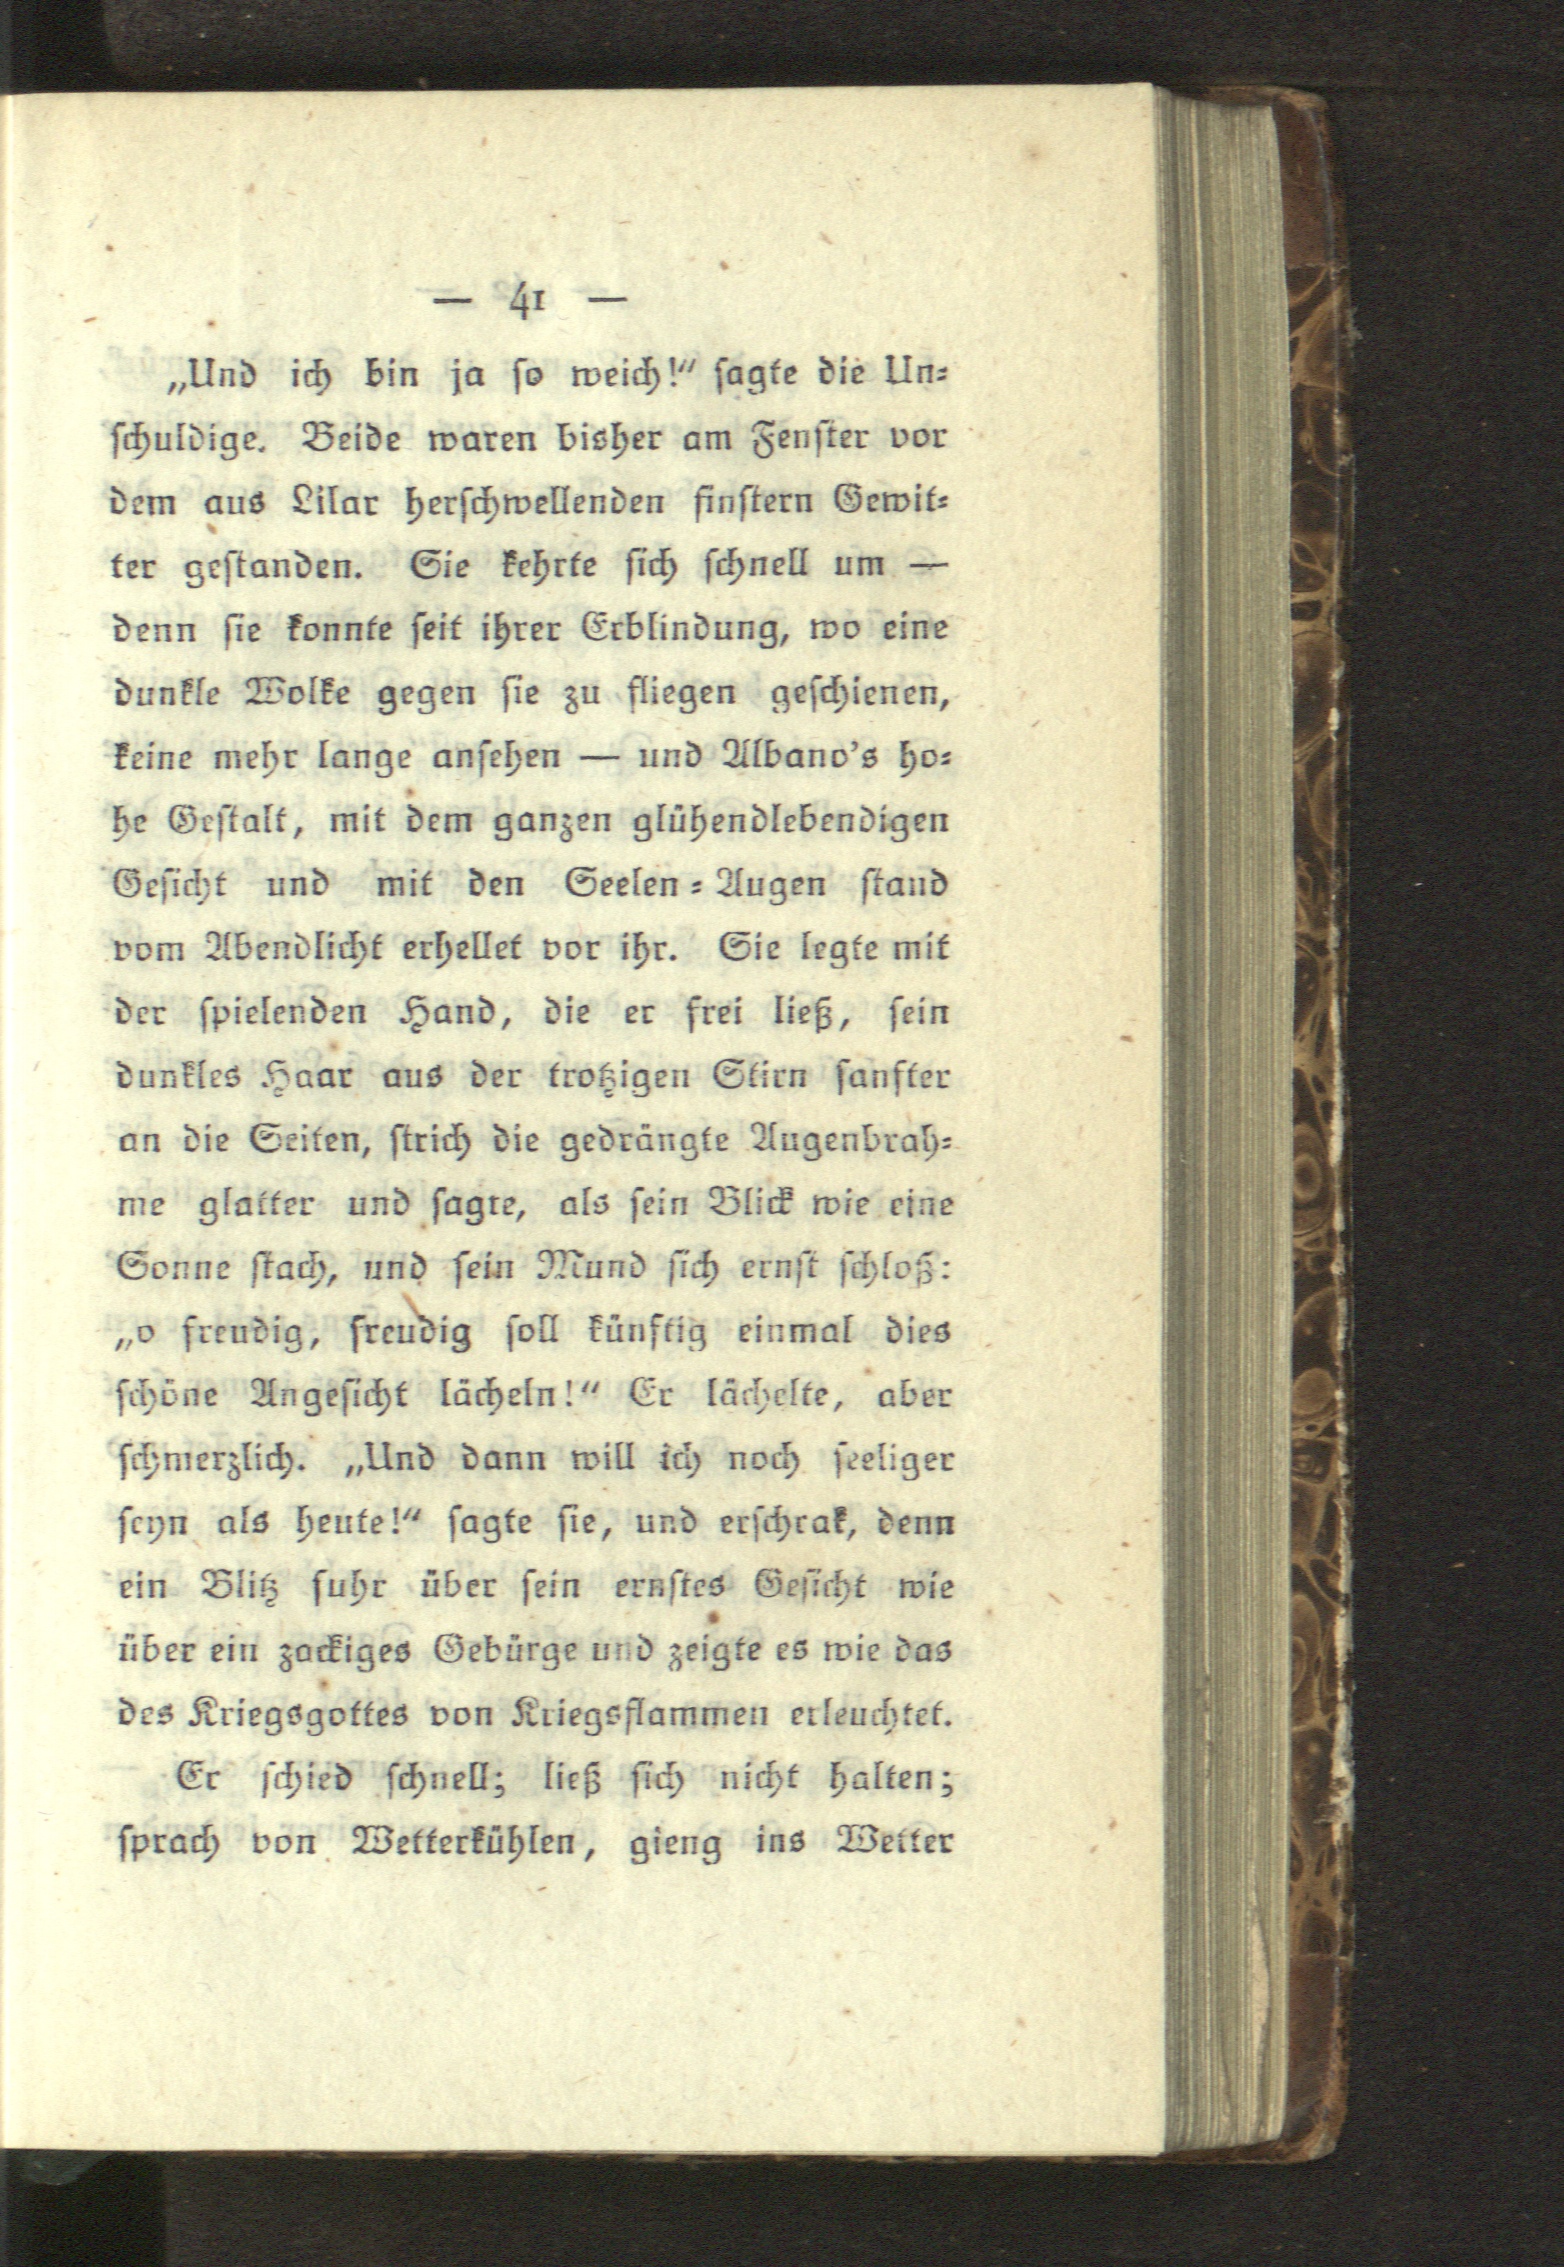 — 41 —
„Und ich bin ja ſo weich!“ ſagte die Un⸗
ſchuldige. Beide waren bisher am Fenſter vor
dem aus Lilar herſchwellenden finſtern Gewit⸗
ter geſtanden. Sie kehrte ſich ſchnell um —
denn ſie konnte ſeit ihrer Erblindung, wo eine
dunkle Wolke gegen ſie zu fliegen geſchienen,
keine mehr lange anſehen — und Albano’s ho⸗
he Geſtalt, mit dem ganzen glühendlebendigen
Geſicht und mit den Seelen⸗Augen ſtand
vom Abendlicht erhellet vor ihr. Sie legte mit
der ſpielenden Hand, die er frei ließ, ſein
dunkles Haar aus der trotzigen Stirn ſanfter
an die Seiten, ſtrich die gedrängte Augenbrah⸗
me glatter und ſagte, als ſein Blick wie eine
Sonne ſtach, und ſein Mund ſich ernſt ſchloß:
„o freudig, freudig ſoll künftig einmal dies
ſchöne Angeſicht lächeln!“ Er lächelte, aber
ſchmerzlich. „Und dann will ich noch ſeeliger
ſeyn als heute!“ ſagte ſie, und erſchrak, denn
ein Blitz fuhr über ſein ernſtes Geſicht wie
über ein zackiges Gebürge und zeigte es wie das
des Kriegsgottes von Kriegsflammen erleuchtet.
Er ſchied ſchnell; ließ ſich nicht halten;
ſprach von Wetterkühlen, gieng ins Wetter